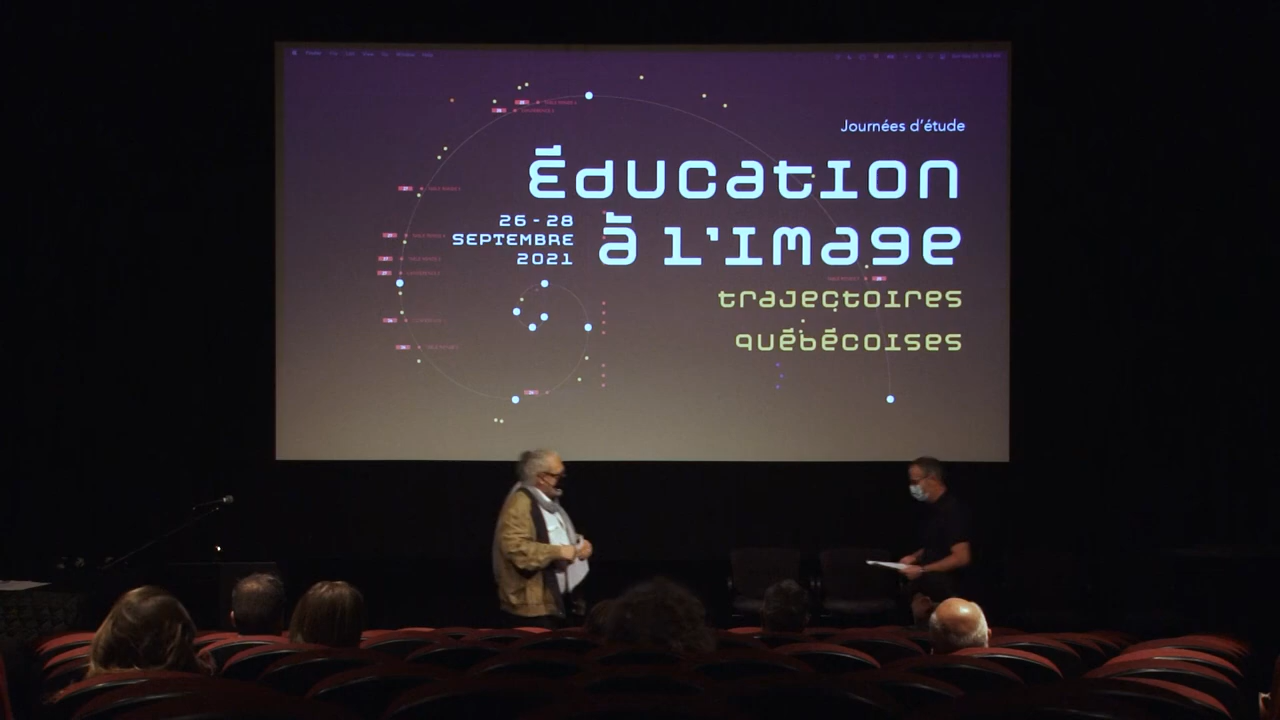 Journées d'étude
éducation
26 - 28
SEPTEMBRE
2021
à l'image
trajectoires
québécoises